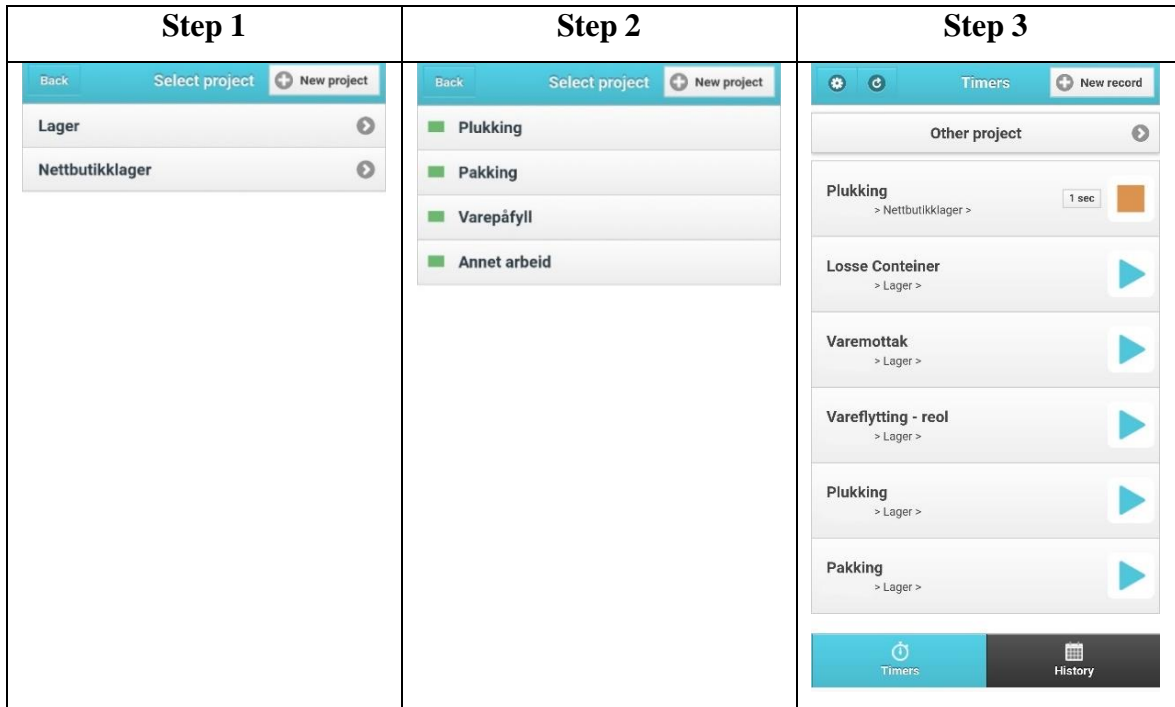 Step 1
Step 2
Step 3
Back
Select project
New project
Lager
Nettbutikklager
Back
Select project
New project
Plukking
Pakking
Varepåfyll
Annet arbeid
Timers
New record
Other project
Plukking
> Nettbutikklager >
1 sec
Losse Conteiner
> Lager >
Varemottak
> Lager >
Vareflytting - reol
> Lager >
Plukking
> Lager >
Pakking
> Lager >
Timers
History